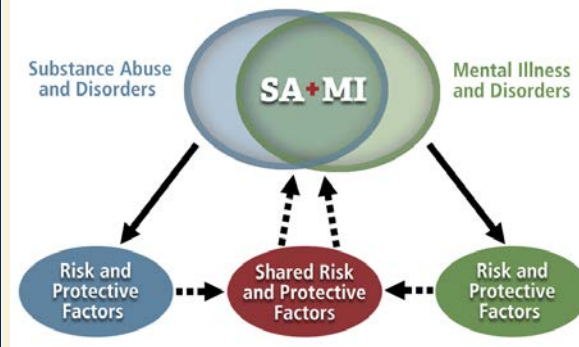 Substance Abuse
and Disorders
SA+MI
Mental Illness
and Disorders
Risk and
Protective
Factors
Shared Risk
and Protective
Factors
Risk and
Protective
Factors